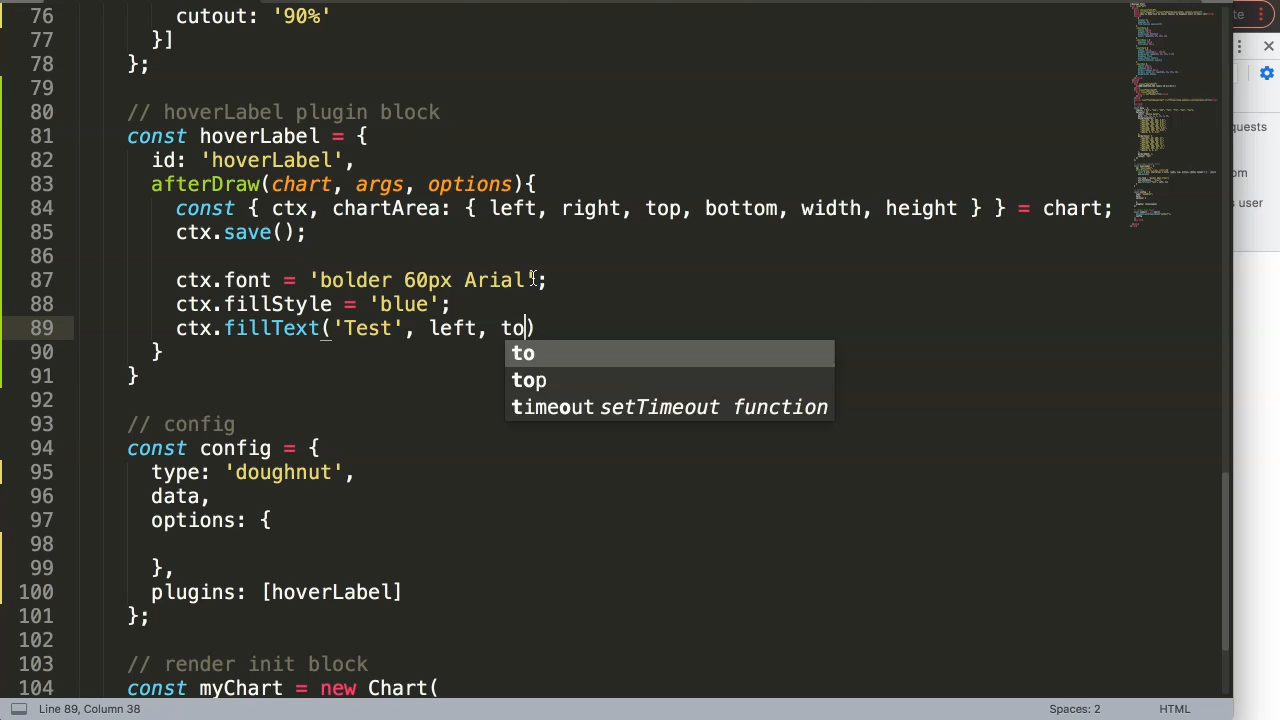 te
76 cutout: '90%'
77 }]
78 };
79
80 // hoverLabel plugin block
81 const hoverLabel = {
82 id: 'hoverLabel',
83 afterDraw(chart, args, options){
84 const { ctx, chartArea: { left, right, top, bottom, width, height } } = chart;
85 ctx.save();
86
87 ctx.font = 'bolder 60px Arial';
88 ctx.fillStyle = 'blue';
89 ctx.fillText('Test', left, to)
to
top
timeout setTimeout function
90 }
91 }
92
93 // config
94 const config = {
95 type: 'doughnut',
96 data,
97 options: {
98
99 },
100 plugins: [hoverLabel]
101 };
102
103 // render init block
104 const myChart = new Chart(
quests
om
s user
Line 89, Column 38
Spaces: 2
HTML